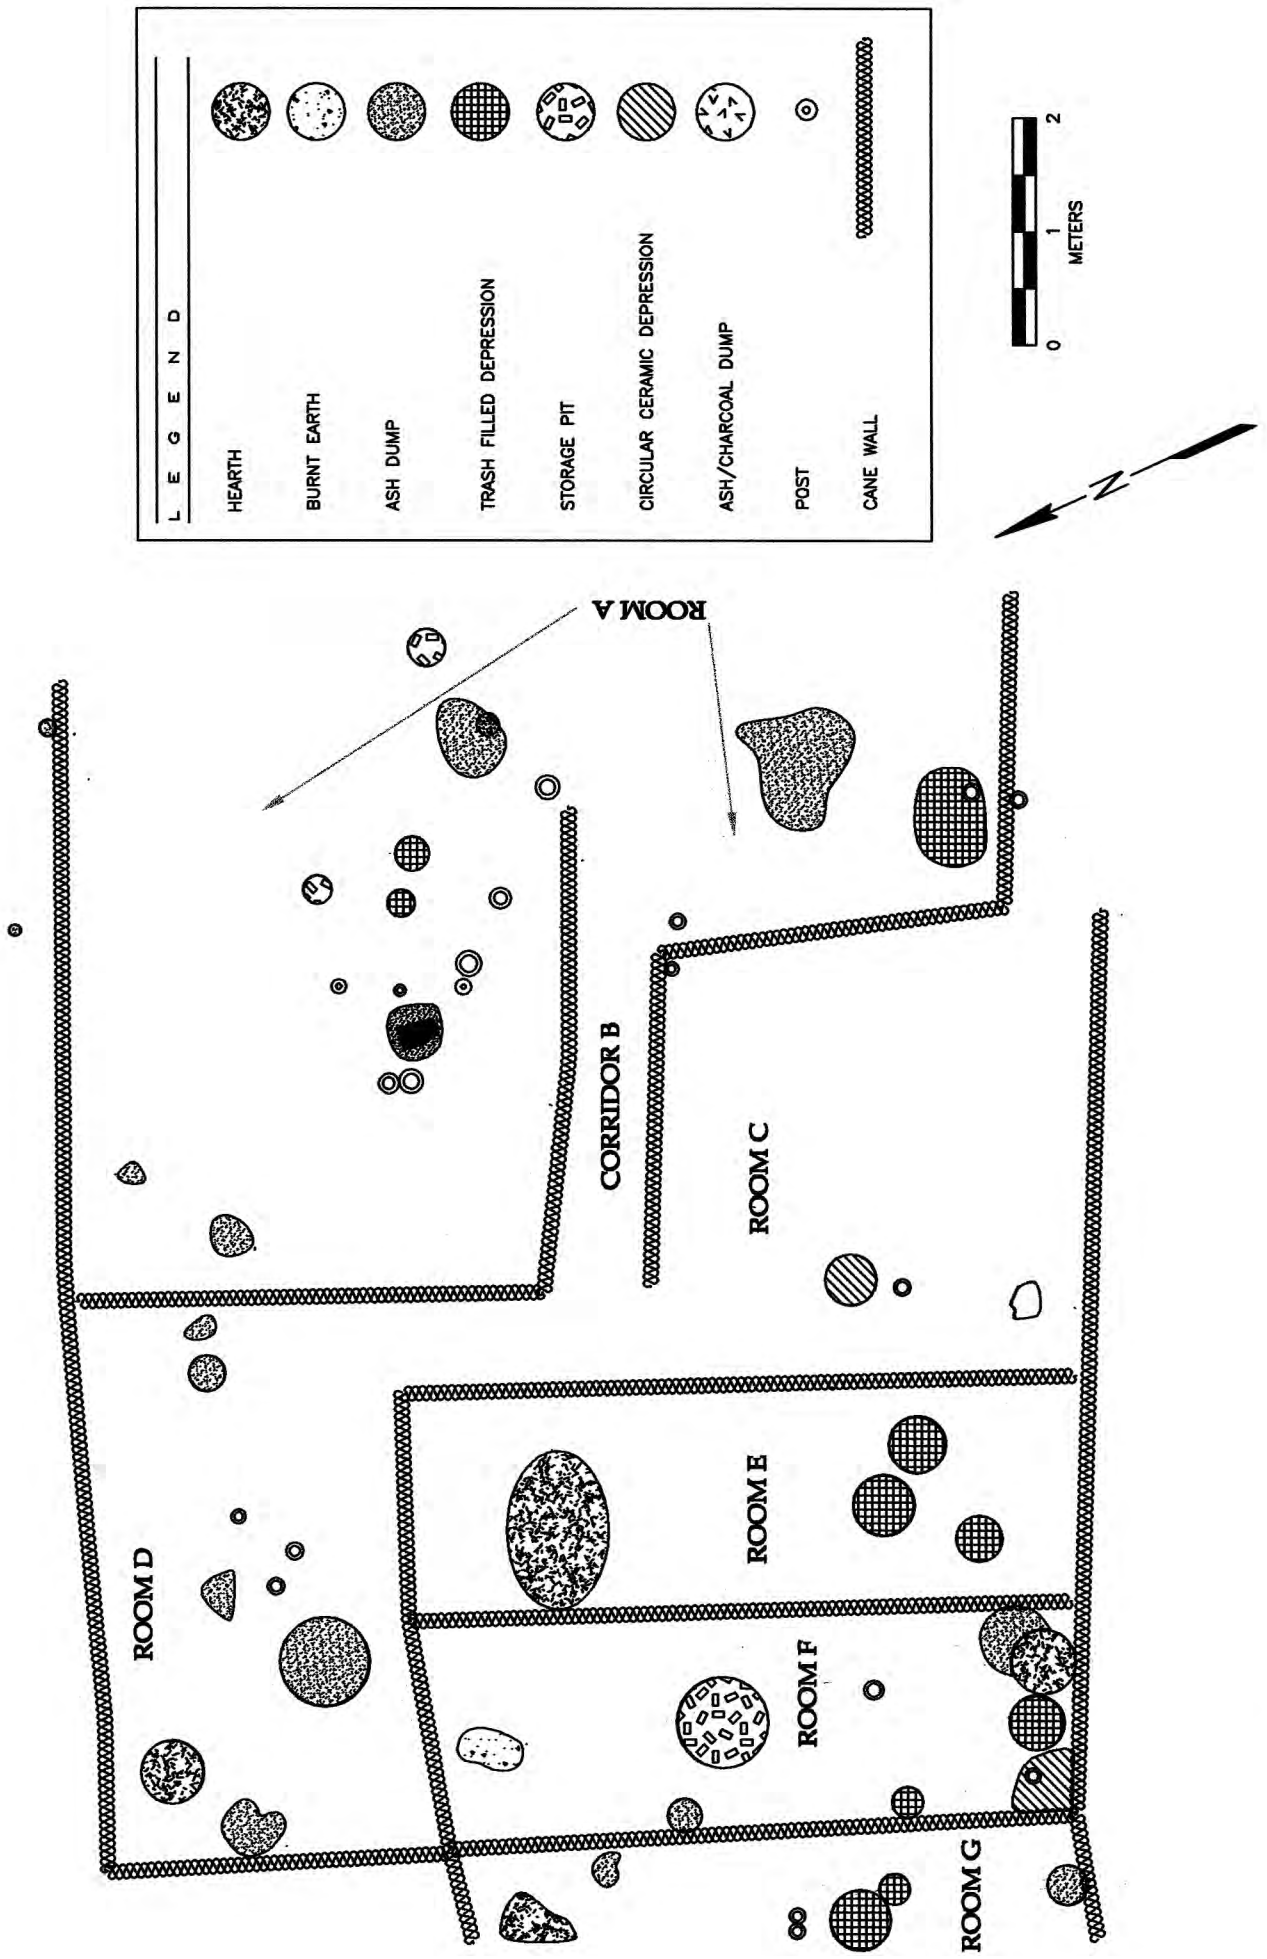 L E G E N D
HEARTH
BURNT EARTH
ASH DUMP
TRASH FILLED DEPRESSION
STORAGE PIT
CIRCULAR CERAMIC DEPRESSION
ASH/CHARCOAL DUMP
POST
CANE WALL
0 1 2
METERS
N
ROOM A
CORRIDOR B
ROOM C
ROOM D
ROOM E
ROOM F
ROOM G